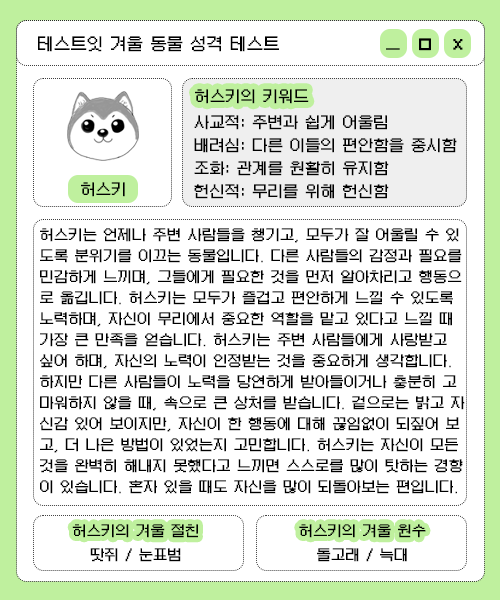 테스트잇 겨울 동물 성격 테스트
허스키
허스키의 키워드
사교적: 주변과 쉽게 어울림
배려심: 다른 이들의 편안함을 중시함
조화: 관계를 원활히 유지함
헌신적: 무리를 위해 헌신함
허스키는 언제나 주변 사람들을 챙기고, 모두가 잘 어울릴 수 있
도록 분위기를 이끄는 동물입니다. 다른 사람들의 감정과 필요를
민감하게 느끼며, 그들에게 필요한 것을 먼저 알아차리고 행동으
로 옮깁니다. 허스키는 모두가 즐겁고 편안하게 느낄 수 있도록
노력하며, 자신이 무리에서 중요한 역할을 맡고 있다고 느낄 때
가장 큰 만족을 얻습니다. 허스키는 주변 사람들에게 사랑받고
싶어 하며, 자신의 노력이 인정받는 것을 중요하게 생각합니다.
하지만 다른 사람들이 노력을 당연하게 받아들이거나 충분히 고
마워하지 않을 때, 속으로 큰 상처를 받습니다. 겉으로는 밝고 자
신감 있어 보이지만, 자신이 한 행동에 대해 끊임없이 되짚어 보
고, 더 나은 방법이 있었는지 고민합니다. 허스키는 자신이 모든
것을 완벽히 해내지 못했다고 느끼면 스스로를 많이 탓하는 경향
이 있습니다. 혼자 있을 때도 자신을 많이 되돌아보는 편입니다.
허스키의 겨울 절친
땃쥐 / 눈표범
허스키의 겨울 원수
돌고래 / 늑대